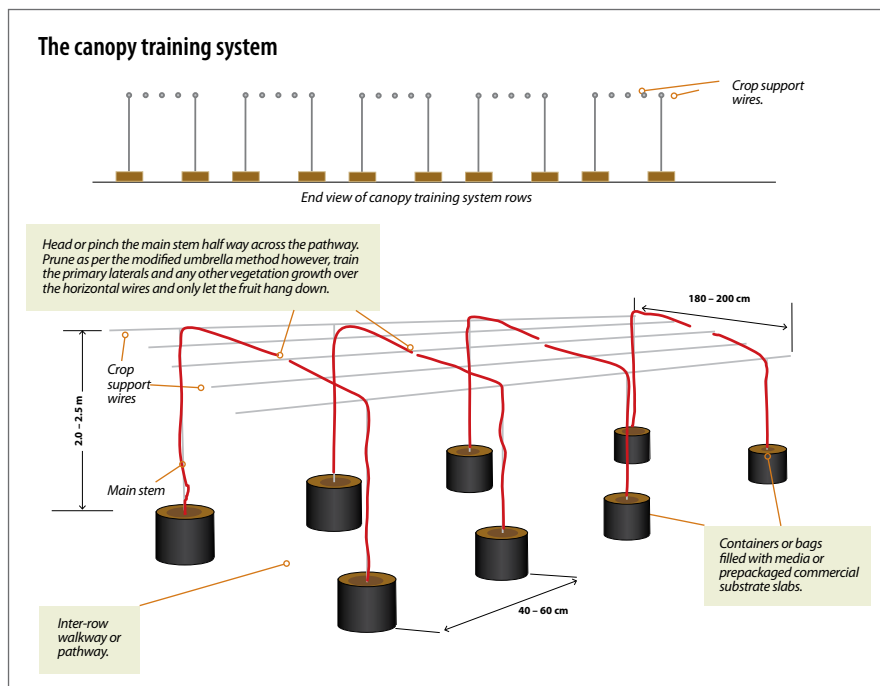 The canopy training system
Crop support
wires.
End view of canopy training system rows
Head or pinch the main stem half way across the pathway.
Prune as per the modified umbrella method however, train
the primary laterals and any other vegetation growth over
the horizontal wires and only let the fruit hang down.
180 – 200 cm
Crop
support
wires
2.0 – 2.5 m
Main stem
Containers or bags
filled with media or
prepackaged commercial
substrate slabs.
40 – 60 cm
Inter-row
walkway or
pathway.